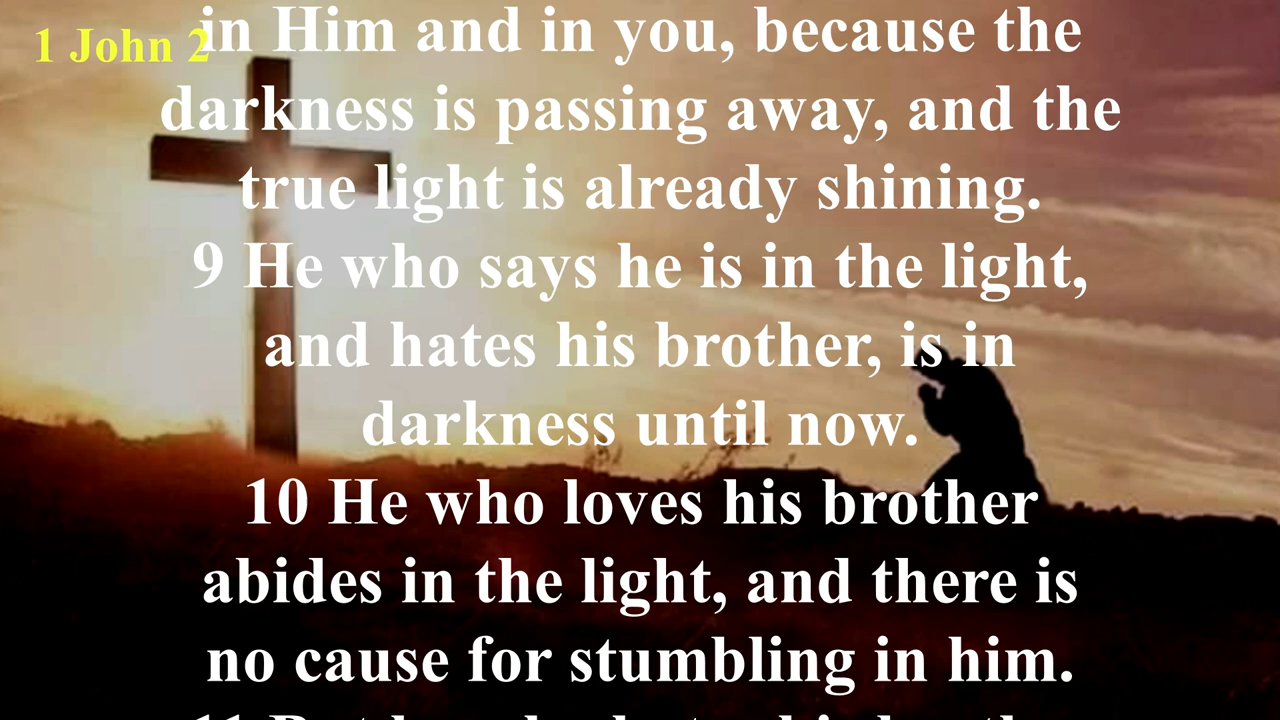 1 John 2
in Him and in you, because the
darkness is passing away, and the
true light is already shining.
9 He who says he is in the light,
and hates his brother, is in
darkness until now.
10 He who loves his brother
abides in the light, and there is
no cause for stumbling in him.